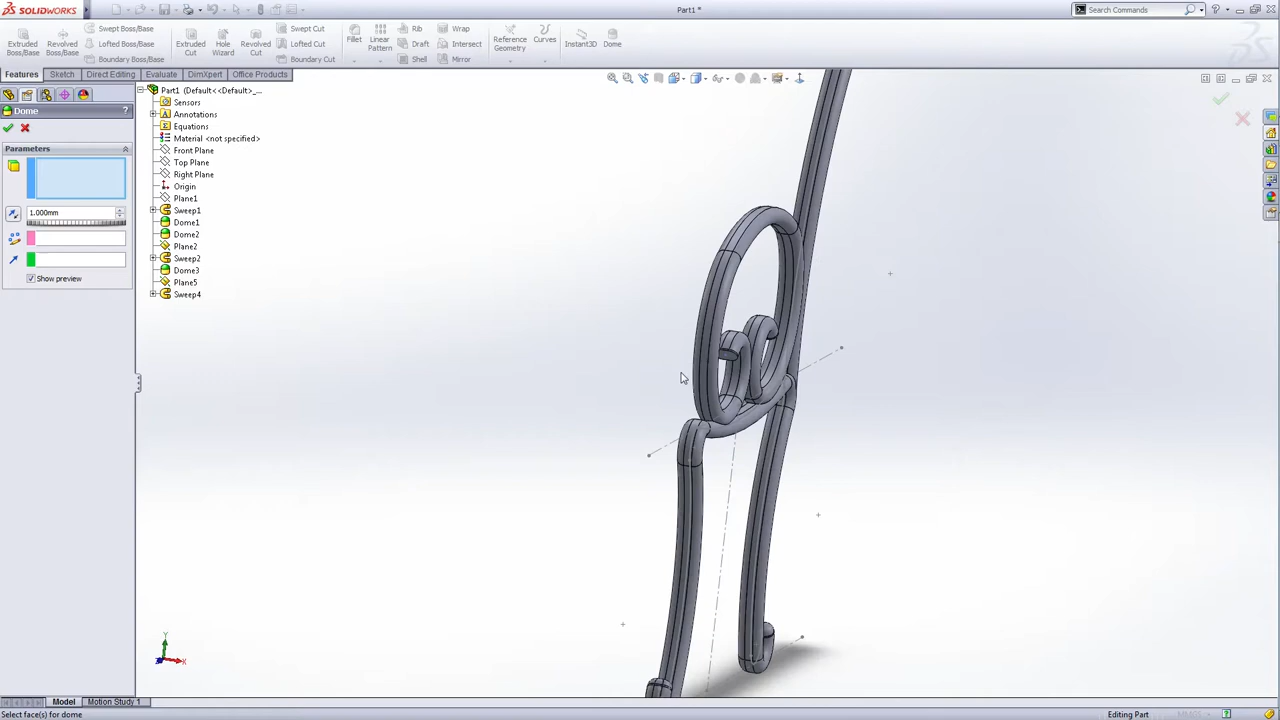 SOLIDWORKS
Part1 *
Search Commands
Extruded Boss/Base
Revolved Boss/Base
Swept Boss/Base
Lofted Boss/Base
Boundary Boss/Base
Extruded Cut
Hole Wizard
Revolved Cut
Swept Cut
Lofted Cut
Boundary Cut
Fillet
Linear Pattern
Rib
Draft
Shell
Wrap
Intersect
Mirror
Reference Geometry
Curves
Instant3D
Dome
Features
Sketch
Direct Editing
Evaluate
DimXpert
Office Products
Dome
?
Parameters
1.000mm
Show preview
Part1 (Default<<Default>_...
Sensors
Annotations
Equations
Material <not specified>
Front Plane
Top Plane
Right Plane
Origin
Plane1
Sweep1
Dome1
Dome2
Plane2
Sweep2
Dome3
Plane5
Sweep4
Y
X
Model
Motion Study 1
Select face(s) for dome
Editing Part
MMGS